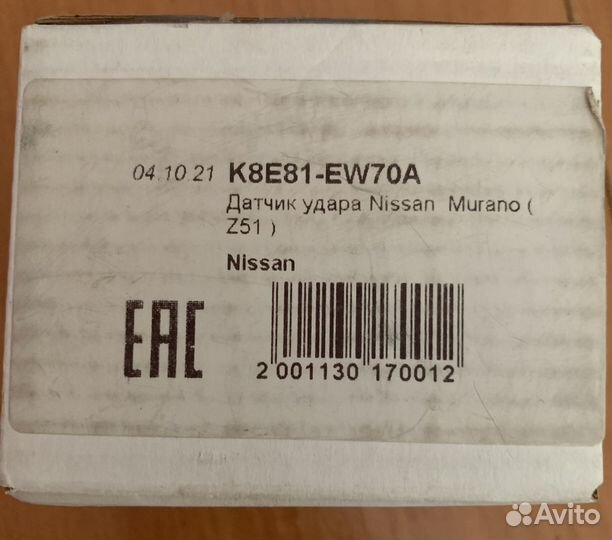 04.10.21 K8E81-EW70A
Датчик удара Nissan Murano (
Z51 )
Nissan
EAC
2 001130 170012
Avito